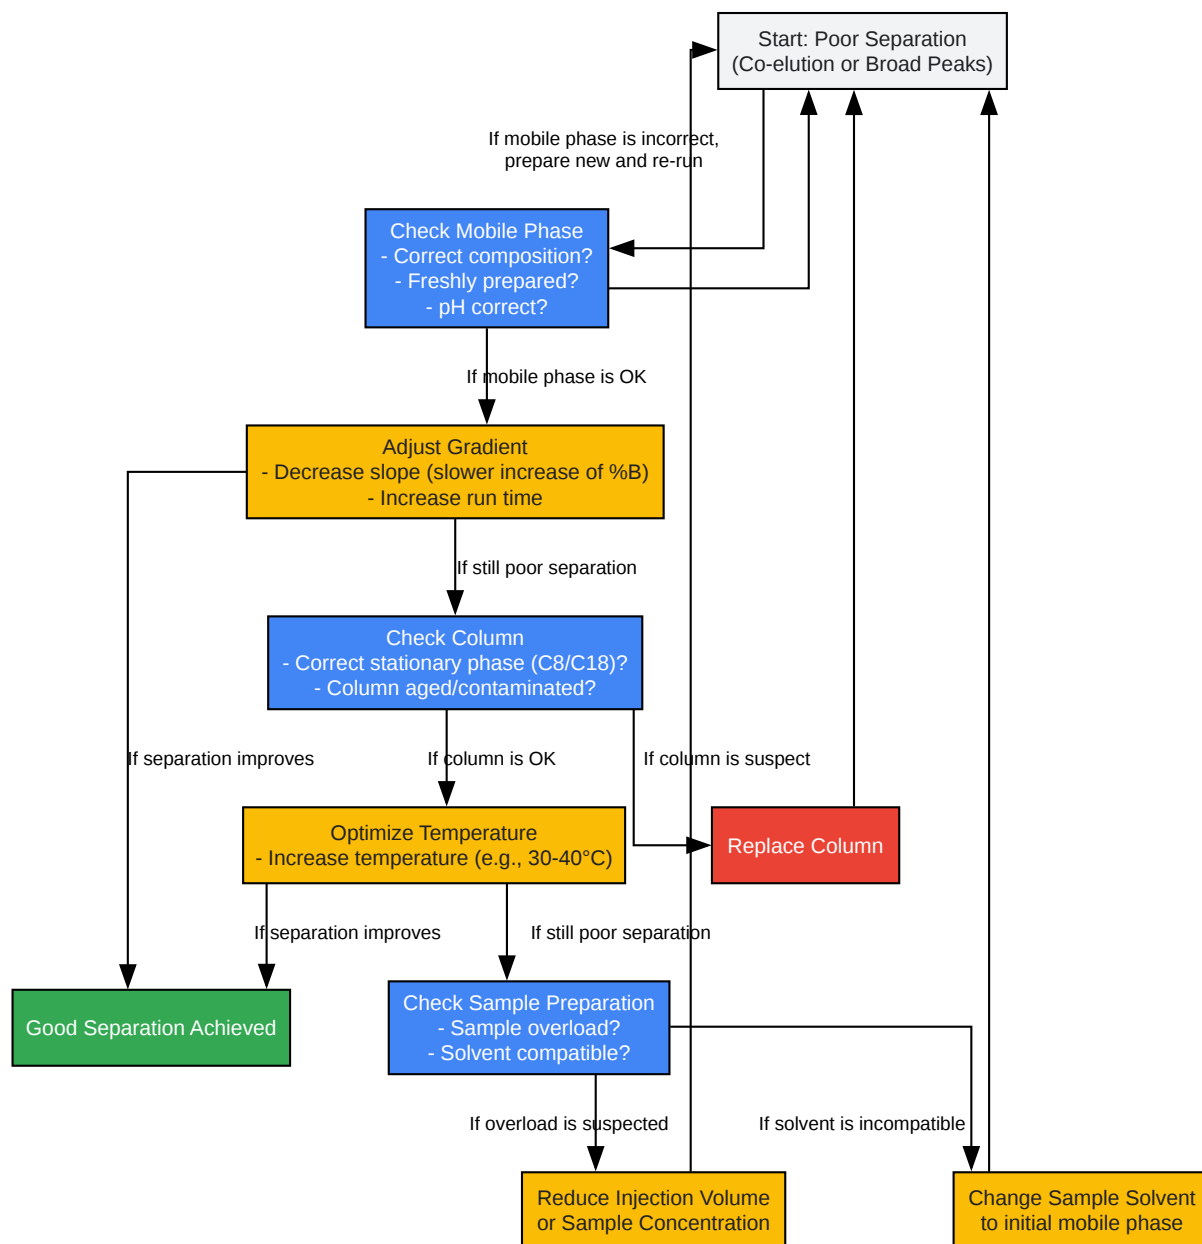 Start: Poor Separation
(Co-elution or Broad Peaks)
If mobile phase is incorrect,
prepare new and re-run
Check Mobile Phase
- Correct composition?
- Freshly prepared?
- pH correct?
If mobile phase is OK
Adjust Gradient
- Decrease slope (slower increase of %B)
- Increase run time
If still poor separation
Check Column
- Correct stationary phase (C8/C18)?
- Column aged/contaminated?
If separation improves
If column is OK
If column is suspect
Optimize Temperature
- Increase temperature (e.g., 30-40°C)
Replace Column
If separation improves
If still poor separation
Good Separation Achieved
Check Sample Preparation
- Sample overload?
- Solvent compatible?
If overload is suspected
If solvent is incompatible
Reduce Injection Volume
or Sample Concentration
Change Sample Solvent
to initial mobile phase